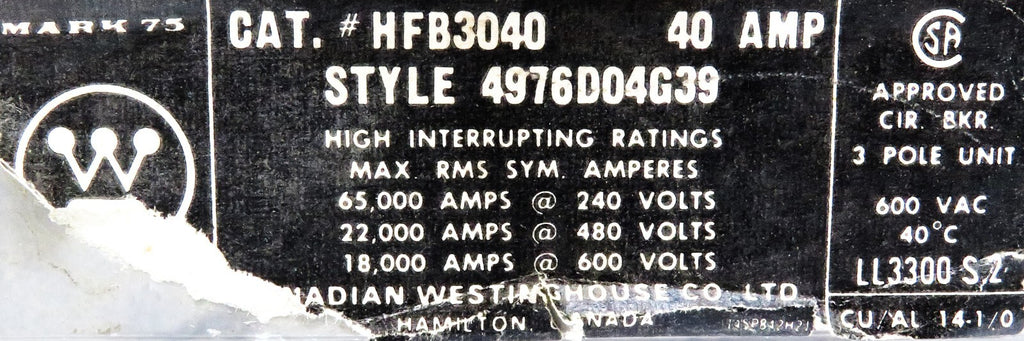 MARK 75
W
CAT. # HFB3040 40 AMP
STYLE 4976D04G39
HIGH INTERRUPTING RATINGS
MAX. RMS SYM. AMPERES
65,000 AMPS @ 240 VOLTS
22,000 AMPS @ 480 VOLTS
18,000 AMPS @ 600 VOLTS
NADIAN WESTINGHOUSE CO LTD
HAMILTON CANADA
CSA
APPROVED
CIR. BKR.
3 POLE UNIT
600 VAC
40°C
LL3300 S,2
CU/AL 14-1/0